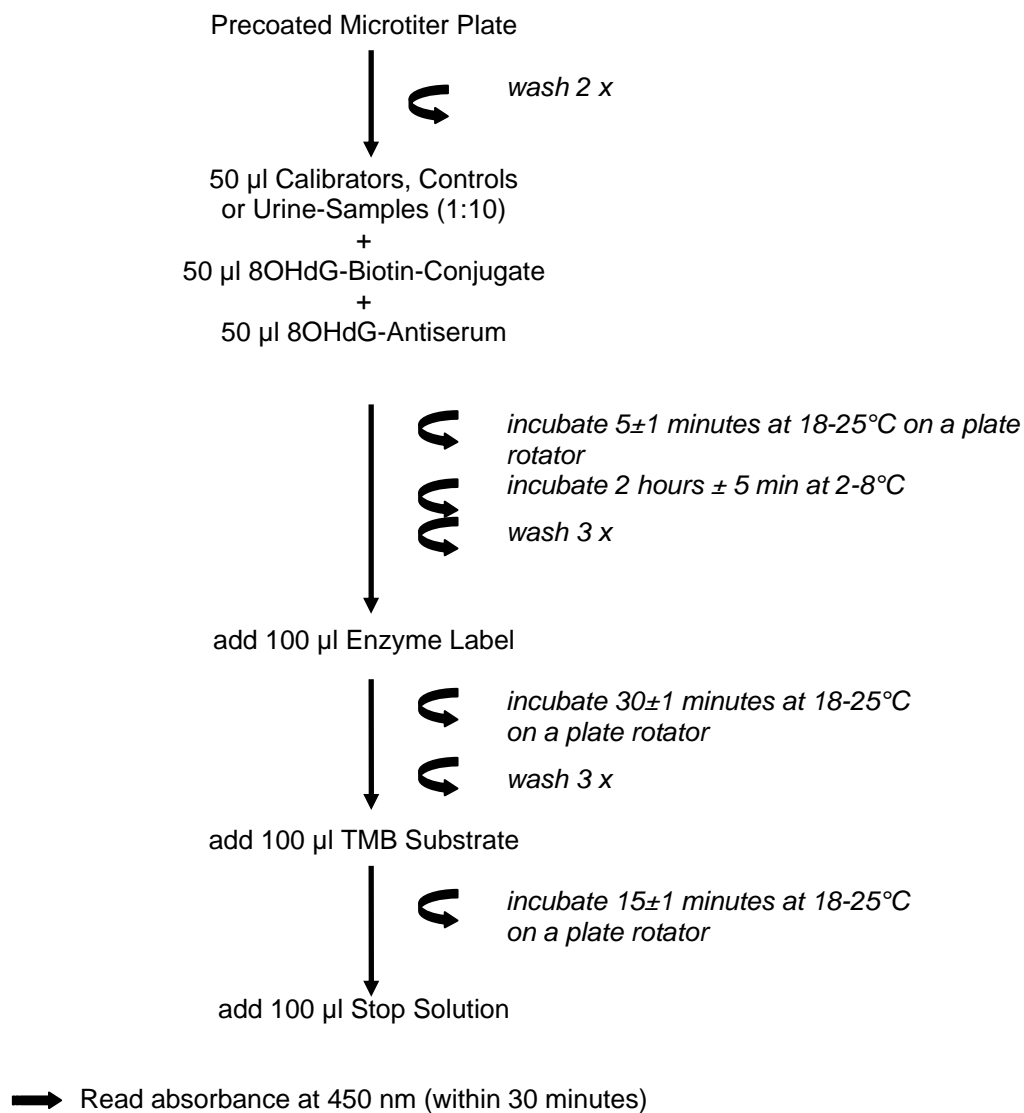 Precoated Microtiter Plate
wash 2 x
50 µl Calibrators, Controls
or Urine-Samples (1:10)
+
50 µl 8OHdG-Biotin-Conjugate
+
50 µl 8OHdG-Antiserum
incubate 5±1 minutes at 18-25°C on a plate
rotator
incubate 2 hours ± 5 min at 2-8°C
wash 3 x
add 100 µl Enzyme Label
incubate 30±1 minutes at 18-25°C
on a plate rotator
wash 3 x
add 100 µl TMB Substrate
incubate 15±1 minutes at 18-25°C
on a plate rotator
add 100 µl Stop Solution
Read absorbance at 450 nm (within 30 minutes)